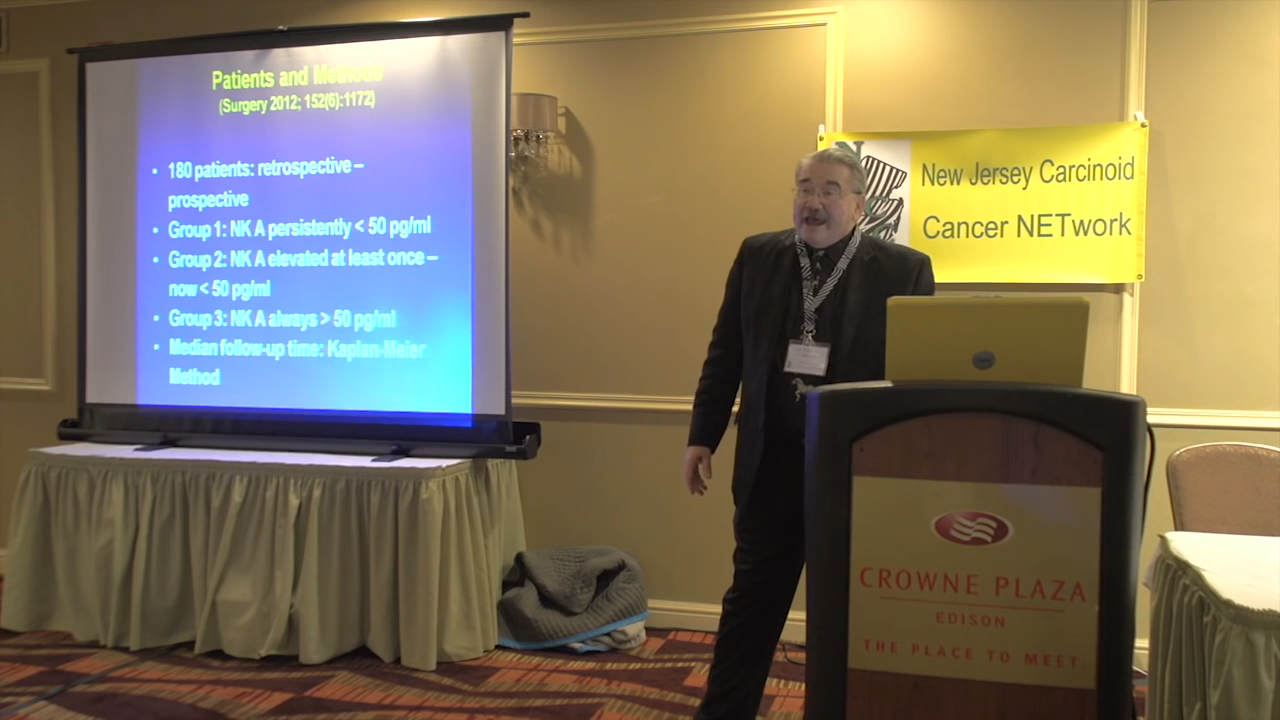 Patients and Methods
(Surgery 2012; 152(6):1172)
• 180 patients: retrospective –
prospective
• Group 1: NK A persistently < 50 pg/ml
• Group 2: NK A elevated at least once –
now < 50 pg/ml
• Group 3: NK A always > 50 pg/ml
• Median follow-up time: Kaplan-Meier
Method
New Jersey Carcinoid
Cancer NETwork
CROWNE PLAZA
EDISON
THE PLACE TO MEET.